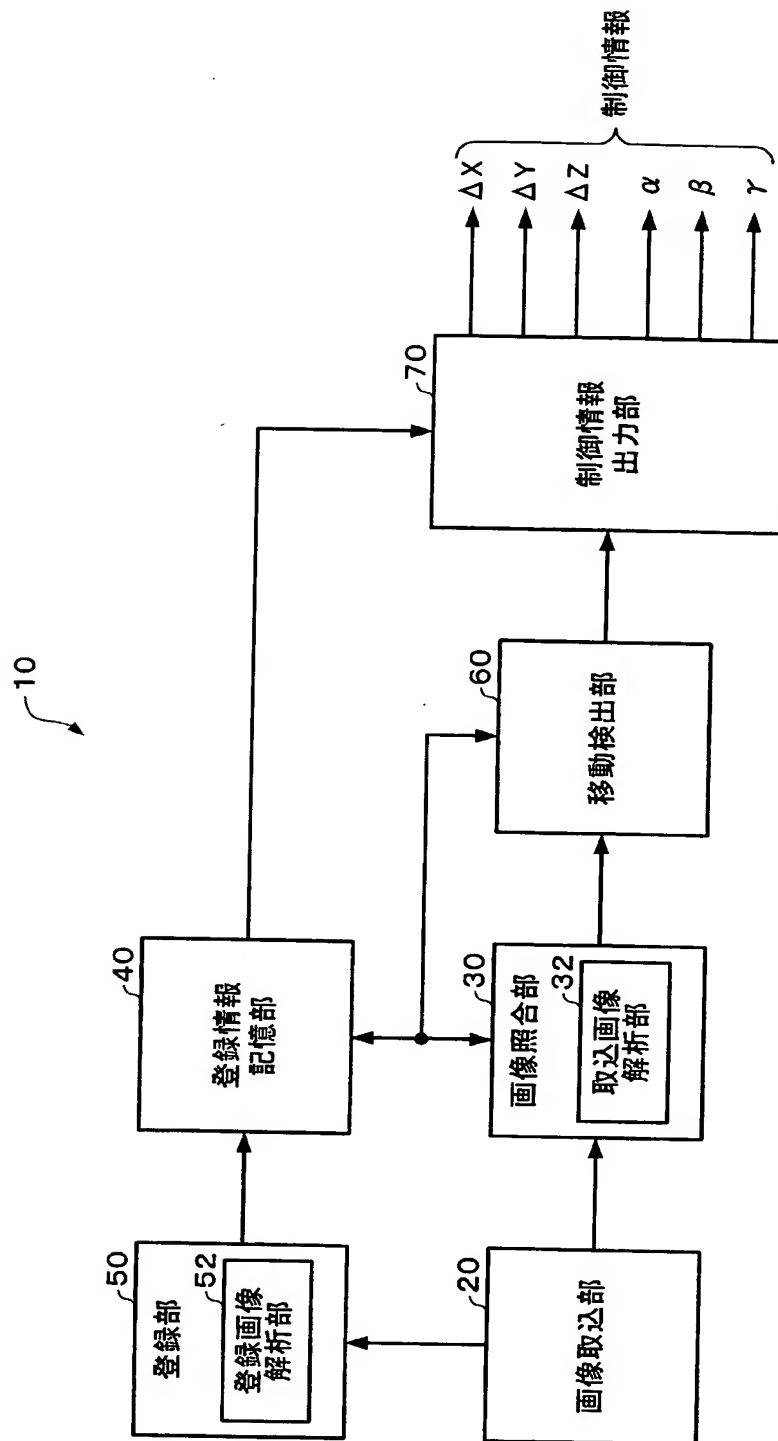 10
50
登録部
52
登録画像
解析部
40
登録情報
記憶部
20
画像取込部
30
画像照合部
32
取込画像
解析部
60
移動検出部
70
制御情報
出力部
ΔX
ΔY
ΔZ
α
β
γ
制御情報